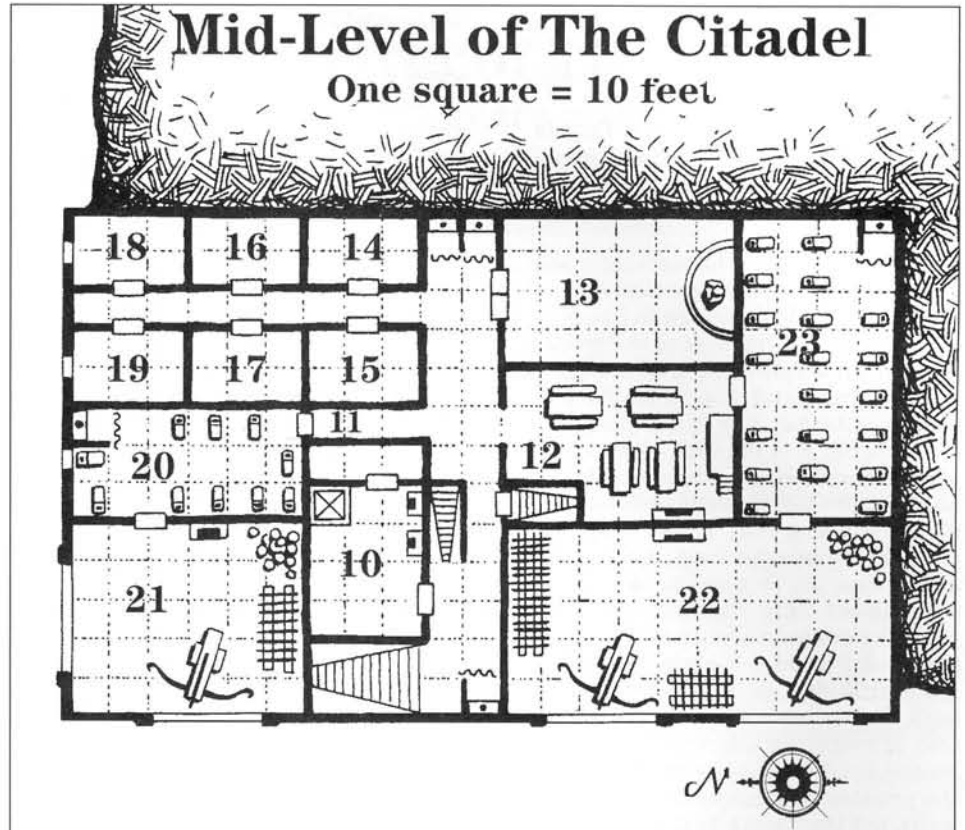 Mid-Level of The Citadel
One square = 10 feet
18 16 14
13
23
19 17 15
11
20 12
10
21 22
N